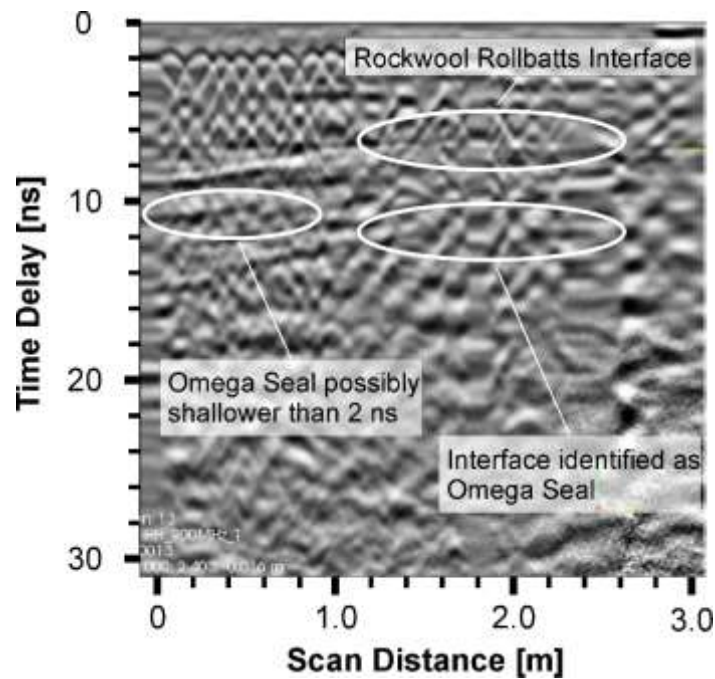 0
Rockwool Rollbatts Interface
10
Time Delay [ns]
Omega Seal possibly
shallower than 2 ns
20
Interface identified as
Omega Seal
30
0
1.0
2.0
3.0
Scan Distance [m]